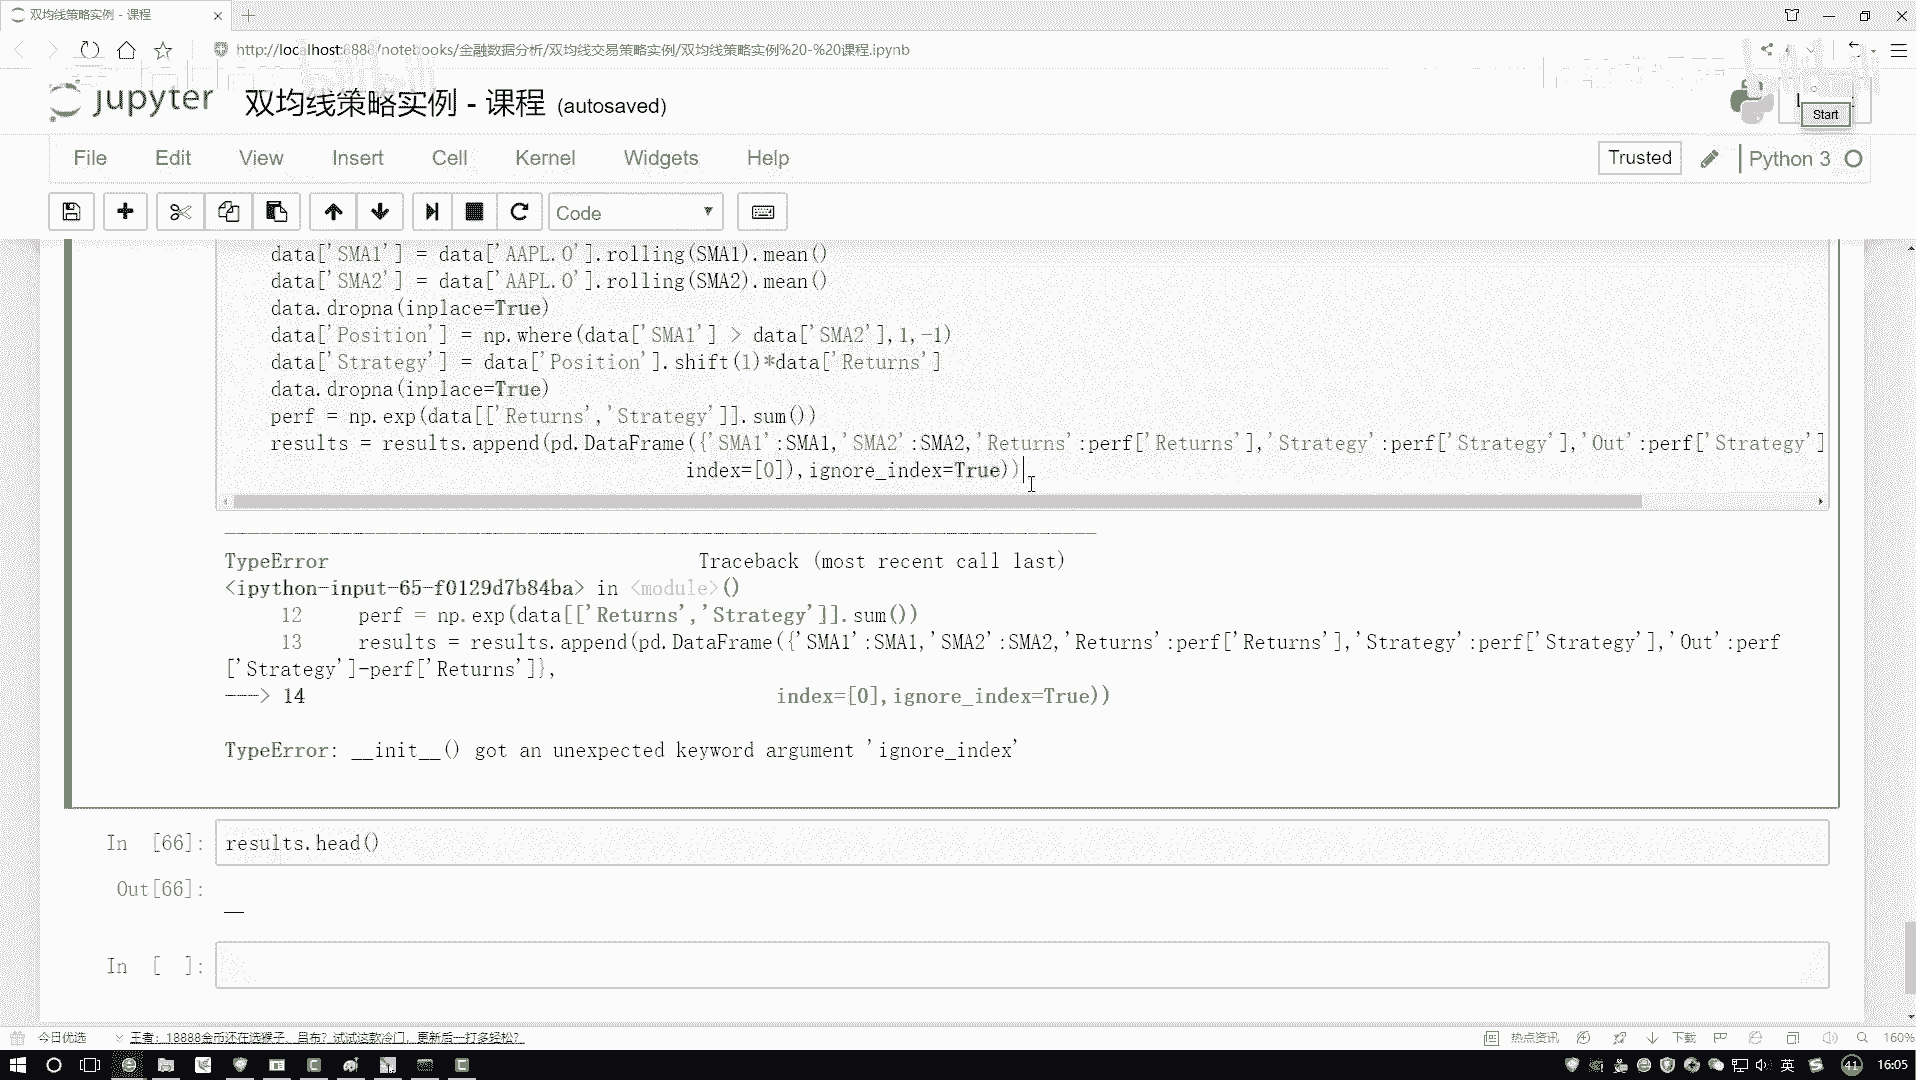 双均线策略实例 - 课程
http://localhost:8888/notebooks/金融数据分析/双均线交易策略实例/双均线策略实例%20-%20课程.ipynb
jupyter 双均线策略实例 - 课程 (autosaved)
Start
File Edit View Insert Cell Kernel Widgets Help Trusted Python 3
Code
data['SMA1'] = data['AAPL.O'].rolling(SMA1).mean()
data['SMA2'] = data['AAPL.O'].rolling(SMA2).mean()
data.dropna(inplace=True)
data['Position'] = np.where(data['SMA1'] > data['SMA2'],1,-1)
data['Strategy'] = data['Position'].shift(1)*data['Returns']
data.dropna(inplace=True)
perf = np.exp(data[['Returns','Strategy']].sum())
results = results.append(pd.DataFrame({'SMA1':SMA1,'SMA2':SMA2,'Returns':perf['Returns'],'Strategy':perf['Strategy'],'Out':perf['Strategy']
index=[0]),ignore_index=True))
TypeError Traceback (most recent call last)
<ipython-input-65-f0129d7b84ba> in <module>()
12 perf = np.exp(data[['Returns','Strategy']].sum())
13 results = results.append(pd.DataFrame({'SMA1':SMA1,'SMA2':SMA2,'Returns':perf['Returns'],'Strategy':perf['Strategy'],'Out':perf
['Strategy']-perf['Returns']},
---> 14 index=[0],ignore_index=True))
TypeError: __init__() got an unexpected keyword argument 'ignore_index'
In [66]: results.head()
Out[66]:
In [ ]:
今日优选 王者：18888金币还在选猴子、吕布？试试这款冷门，更新后一打多轻松！ 热点资讯 下载 160%
英 41 16:05